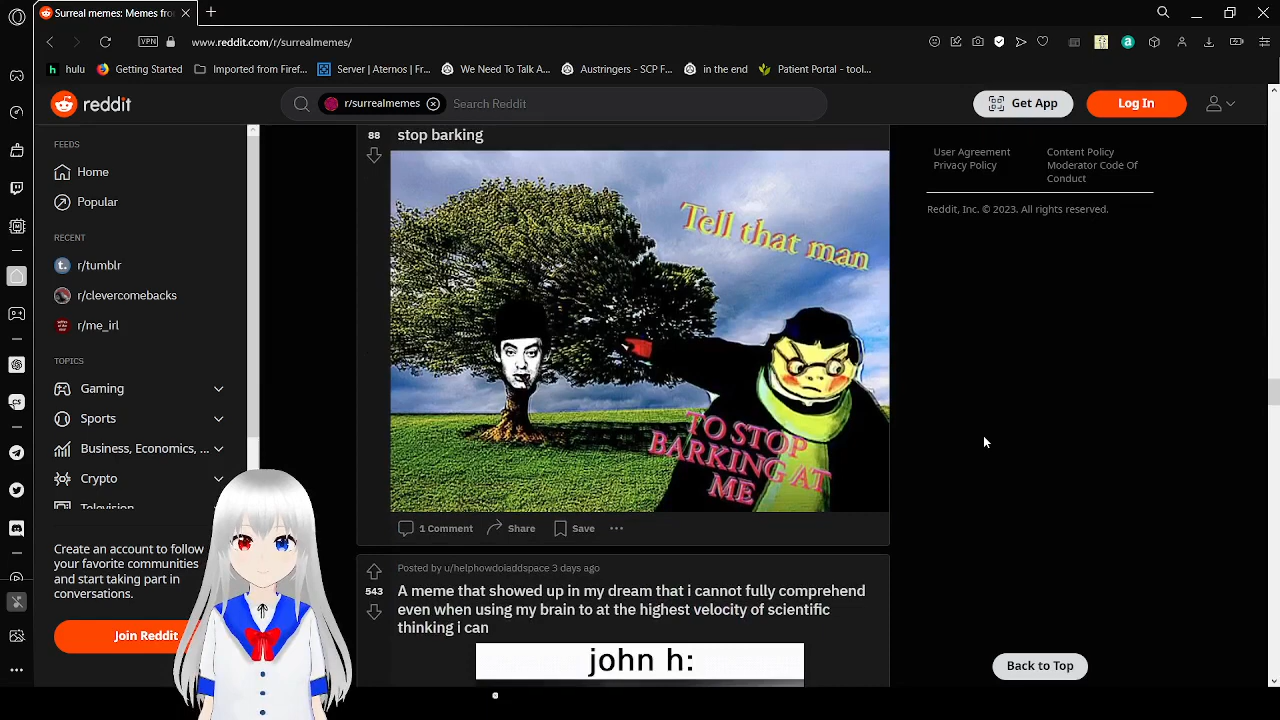 Surreal memes: Memes fro
VPN
www.reddit.com/r/surrealmemes/
hulu
Getting Started
Imported from Firef...
Server | Aternos | Fr...
We Need To Talk A...
Austringers - SCP F...
in the end
Patient Portal - tool...
reddit
r/surrealmemes
Search Reddit
Get App
Log In
FEEDS
Home
Popular
RECENT
r/tumblr
r/clevercomebacks
r/me_irl
TOPICS
Gaming
Sports
Business, Economics, ...
Crypto
Television
Create an account to follow
your favorite communities
and start taking part in
conversations.
Join Reddit
88
stop barking
Tell that man
TO STOP
BARKING AT
ME
1 Comment
Share
Save
Posted by u/helphowdoiaddspace 3 days ago
543
A meme that showed up in my dream that i cannot fully comprehend
even when using my brain to at the highest velocity of scientific
thinking i can
john h:
User Agreement
Privacy Policy
Content Policy
Moderator Code Of
Conduct
Reddit, Inc. © 2023. All rights reserved.
Back to Top